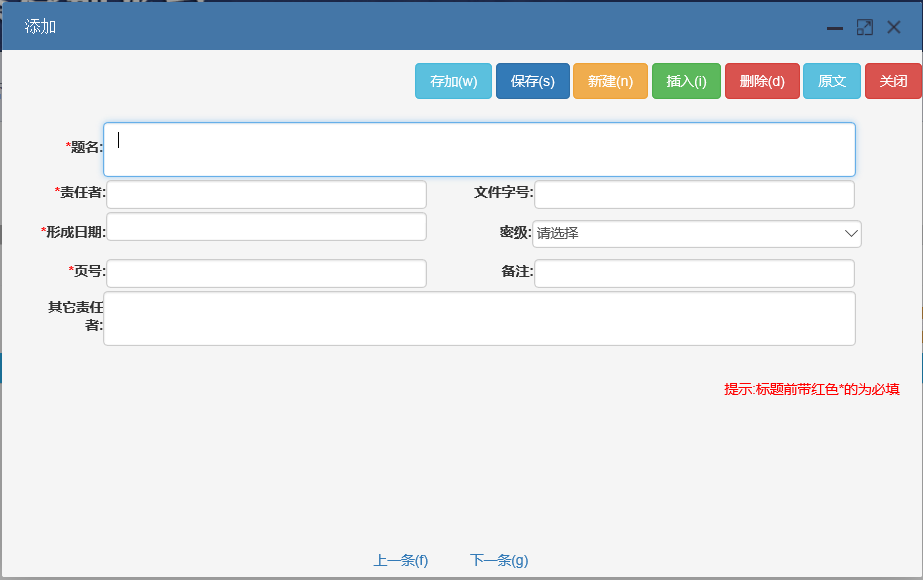 添加
存加(w) 保存(s) 新建(n) 插入(i) 删除(d) 原文 关闭
*题名:
*责任者: 文件字号:
*形成日期: 密级: 请选择
*页号: 备注:
其它责任
者:
提示:标题前带红色*的为必填
上一条(f) 下一条(g)